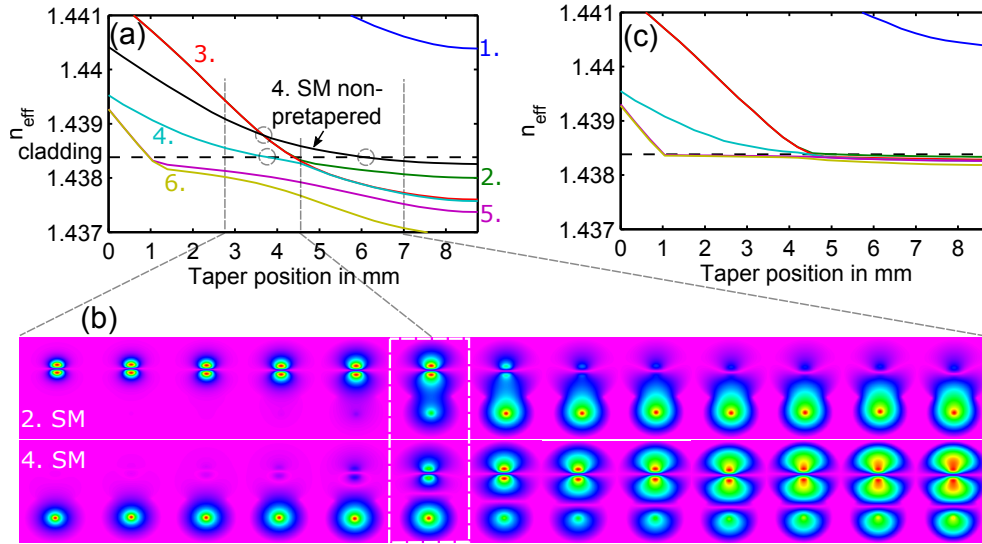 (a)
1.441
1.44
1.439
cladding
1.438
1.437
n_eff
1.
3.
4. SM non-
pretapered
4.
2.
6.
5.
0 1 2 3 4 5 6 7 8
Taper position in mm
(c)
1.441
1.44
1.439
1.438
1.437
n_eff
0 1 2 3 4 5 6 7 8
Taper position in mm
(b)
2. SM
4. SM